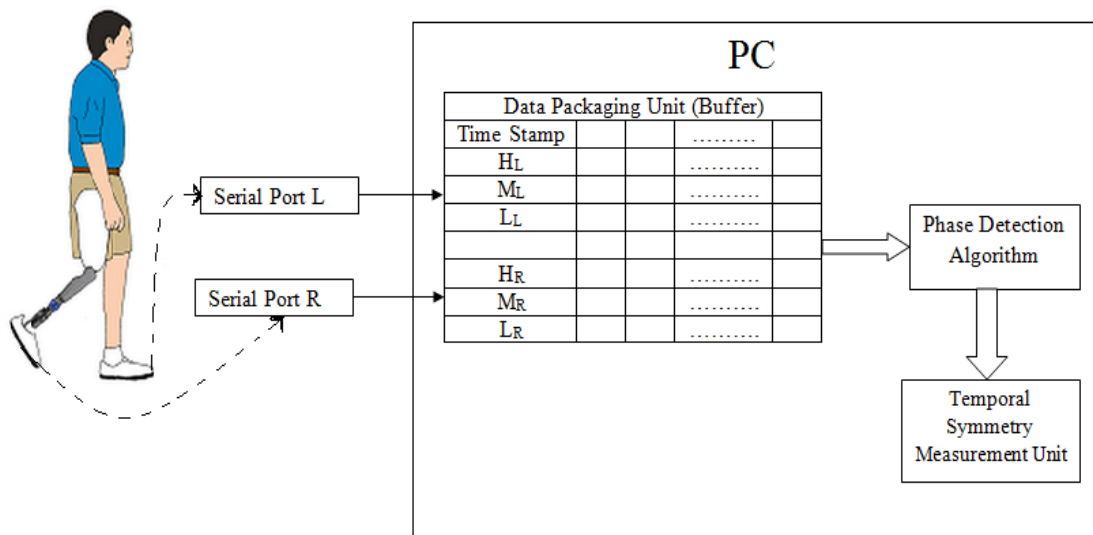 PC
Data Packaging Unit (Buffer)
Time Stamp ………
HL ……….
ML ……….
LL ……….
HR ……….
MR ……….
LR ……….
Serial Port L
Serial Port R
Phase Detection
Algorithm
Temporal
Symmetry
Measurement Unit